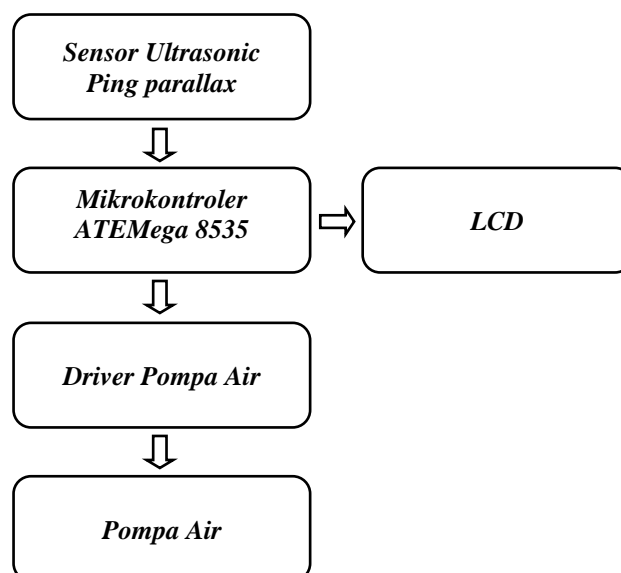 Sensor Ultrasonic
Ping parallax
Mikrokontroler
ATEMega 8535
LCD
Driver Pompa Air
Pompa Air